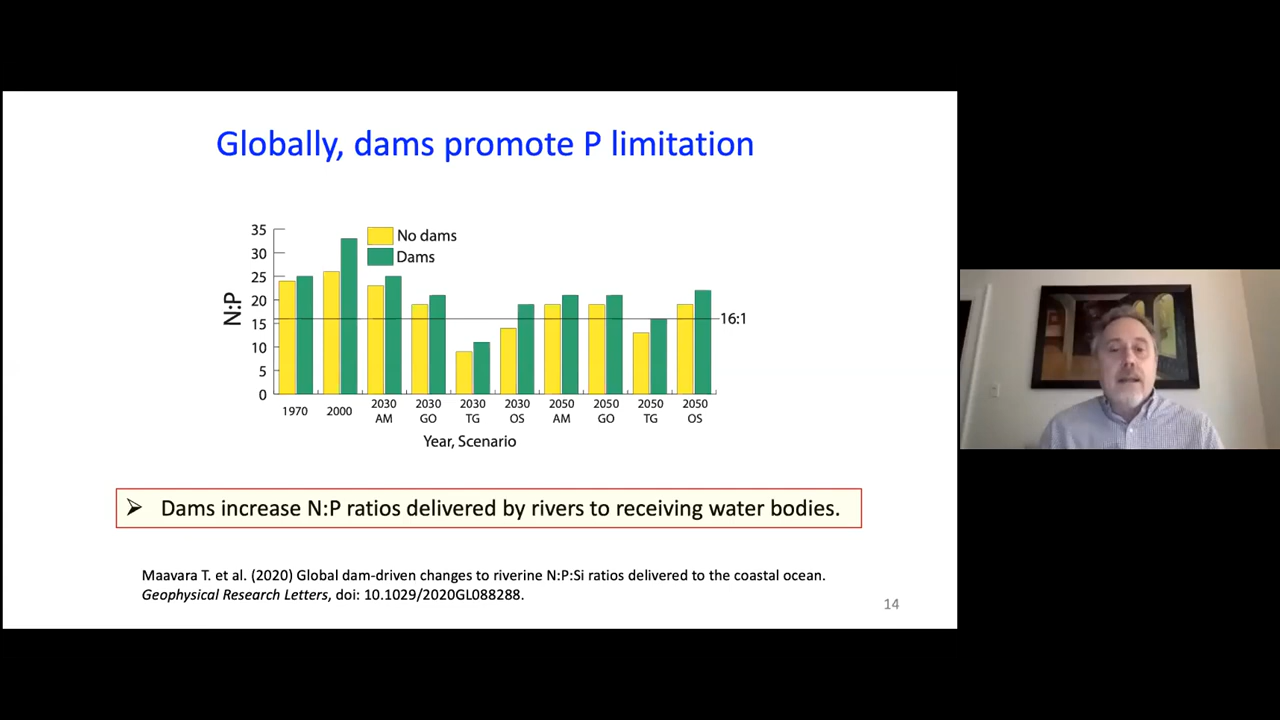 Globally, dams promote P limitation
35
30
25
20
15
10
5
0
N:P
No dams
Dams
16:1
1970
2000
2030 AM
2030 GO
2030 TG
2030 OS
2050 AM
2050 GO
2050 TG
2050 OS
Year, Scenario
➢ Dams increase N:P ratios delivered by rivers to receiving water bodies.
Maavara T. et al. (2020) Global dam-driven changes to riverine N:P:Si ratios delivered to the coastal ocean.
Geophysical Research Letters, doi: 10.1029/2020GL088288.
14